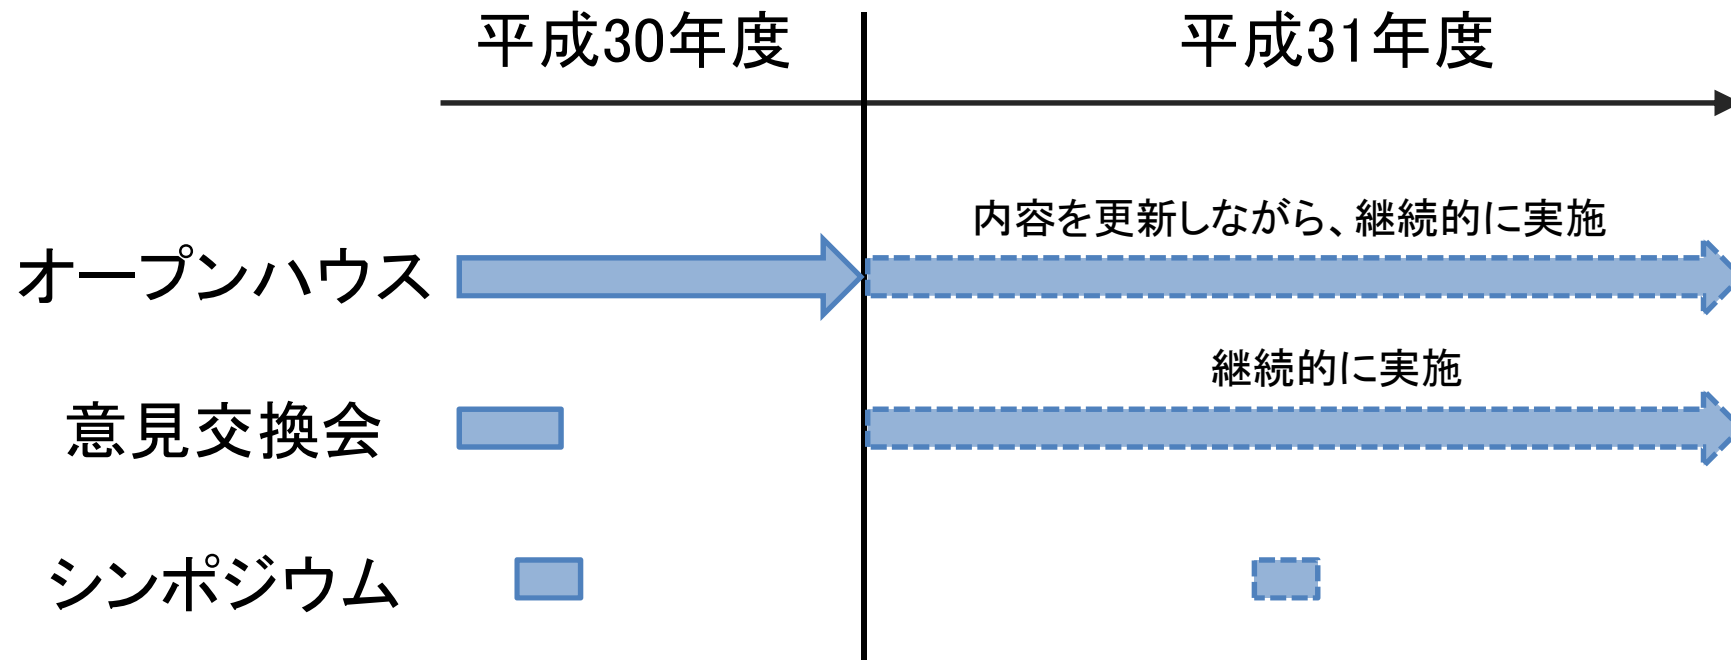 平成30年度
平成31年度
内容を更新しながら、継続的に実施
オープンハウス
継続的に実施
意見交換会
シンポジウム